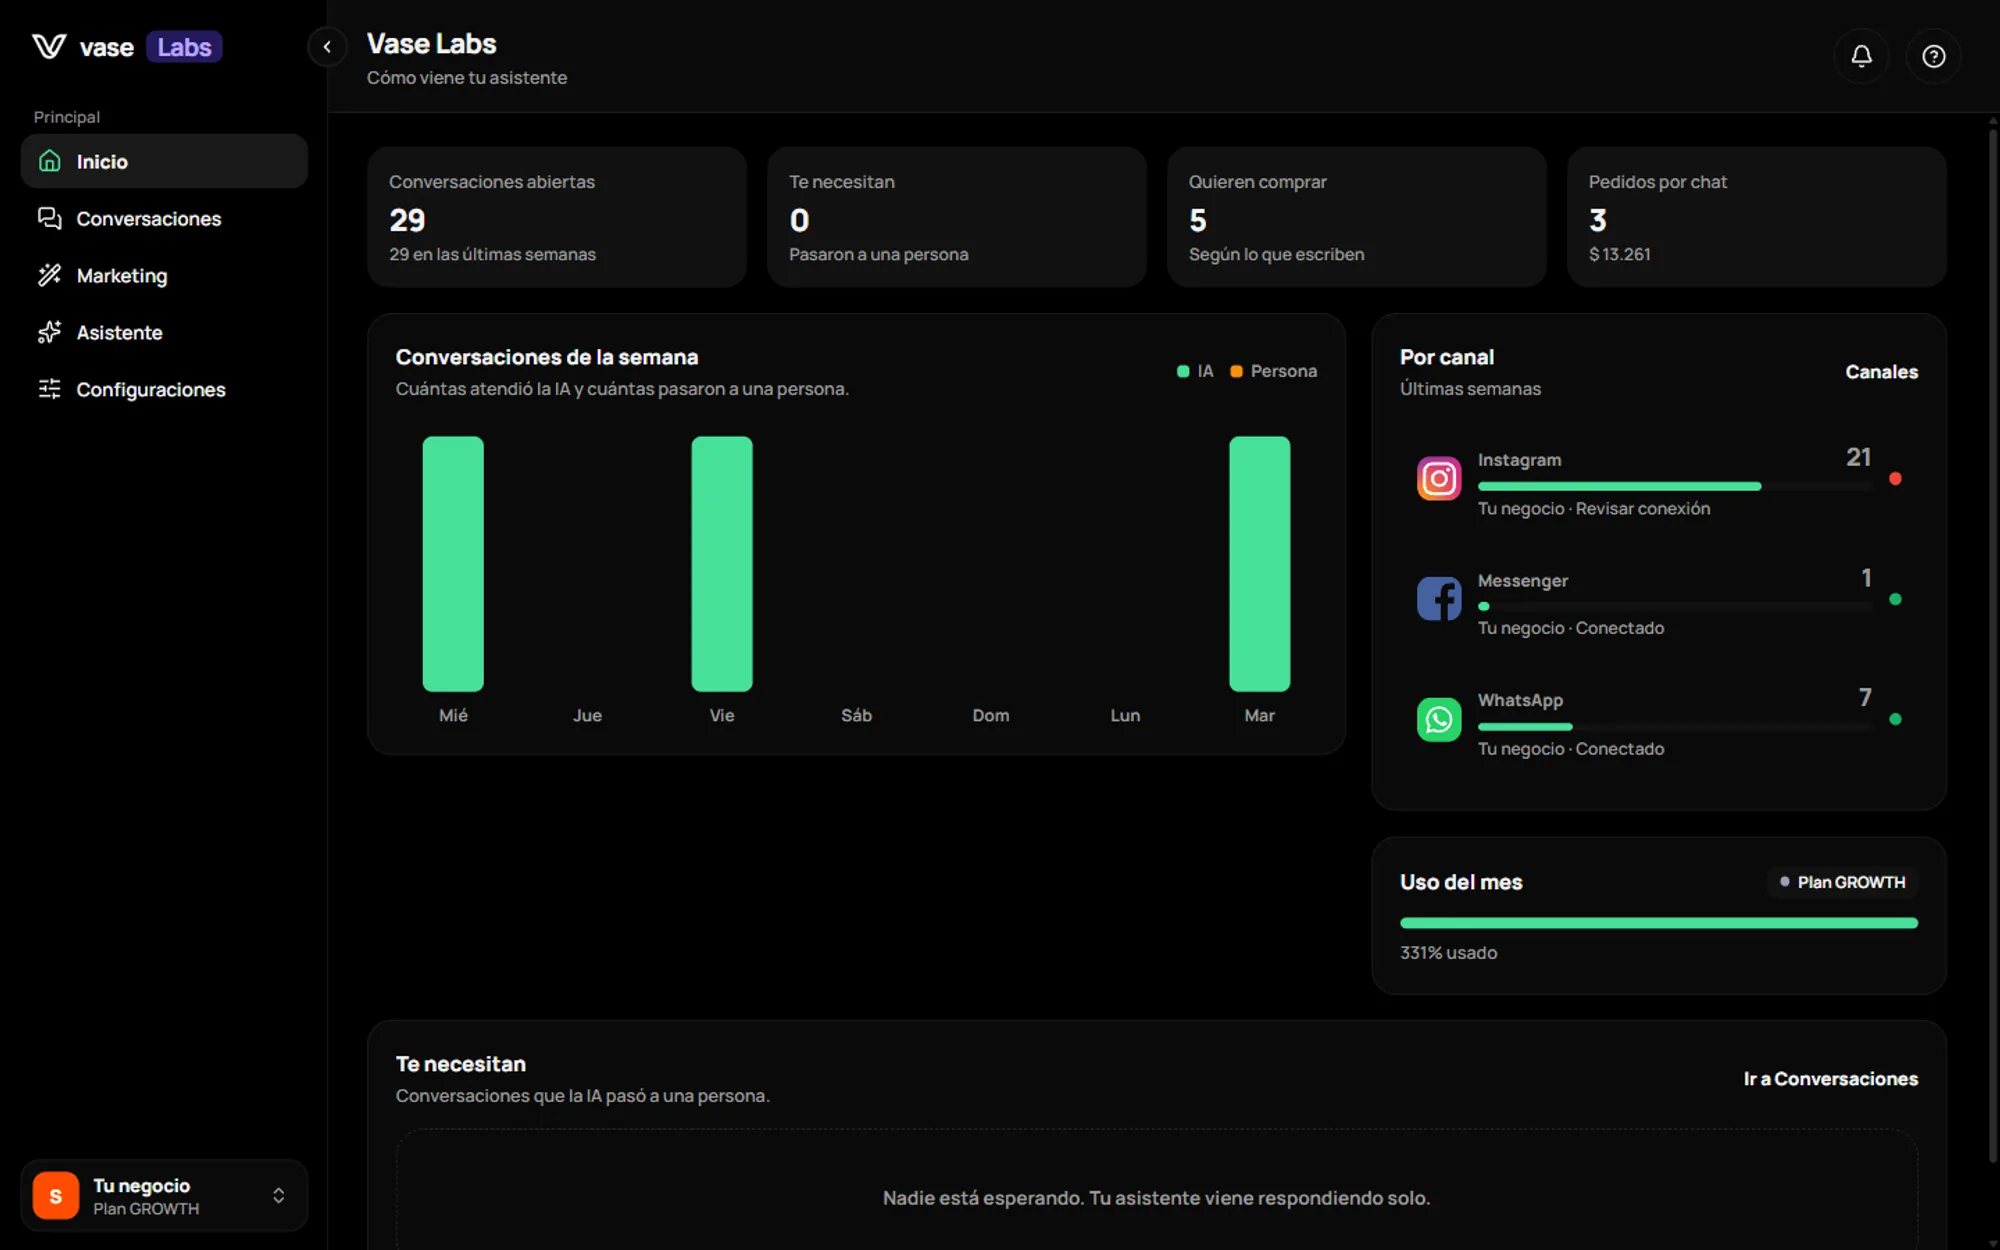 vase Labs
Principal
Inicio
Conversaciones
Marketing
Asistente
Configuraciones
S
Tu negocio
Plan GROWTH
Vase Labs
Cómo viene tu asistente
Conversaciones abiertas
29
29 en las últimas semanas
Te necesitan
0
Pasaron a una persona
Quieren comprar
5
Según lo que escriben
Pedidos por chat
3
$ 13.261
Conversaciones de la semana
Cuántas atendió la IA y cuántas pasaron a una persona.
IA Persona
Mié Jue Vie Sáb Dom Lun Mar
Por canal
Últimas semanas
Canales
Instagram 21
Tu negocio · Revisar conexión
Messenger 1
Tu negocio · Conectado
WhatsApp 7
Tu negocio · Conectado
Uso del mes
Plan GROWTH
331% usado
Te necesitan
Conversaciones que la IA pasó a una persona.
Ir a Conversaciones
Nadie está esperando. Tu asistente viene respondiendo solo.